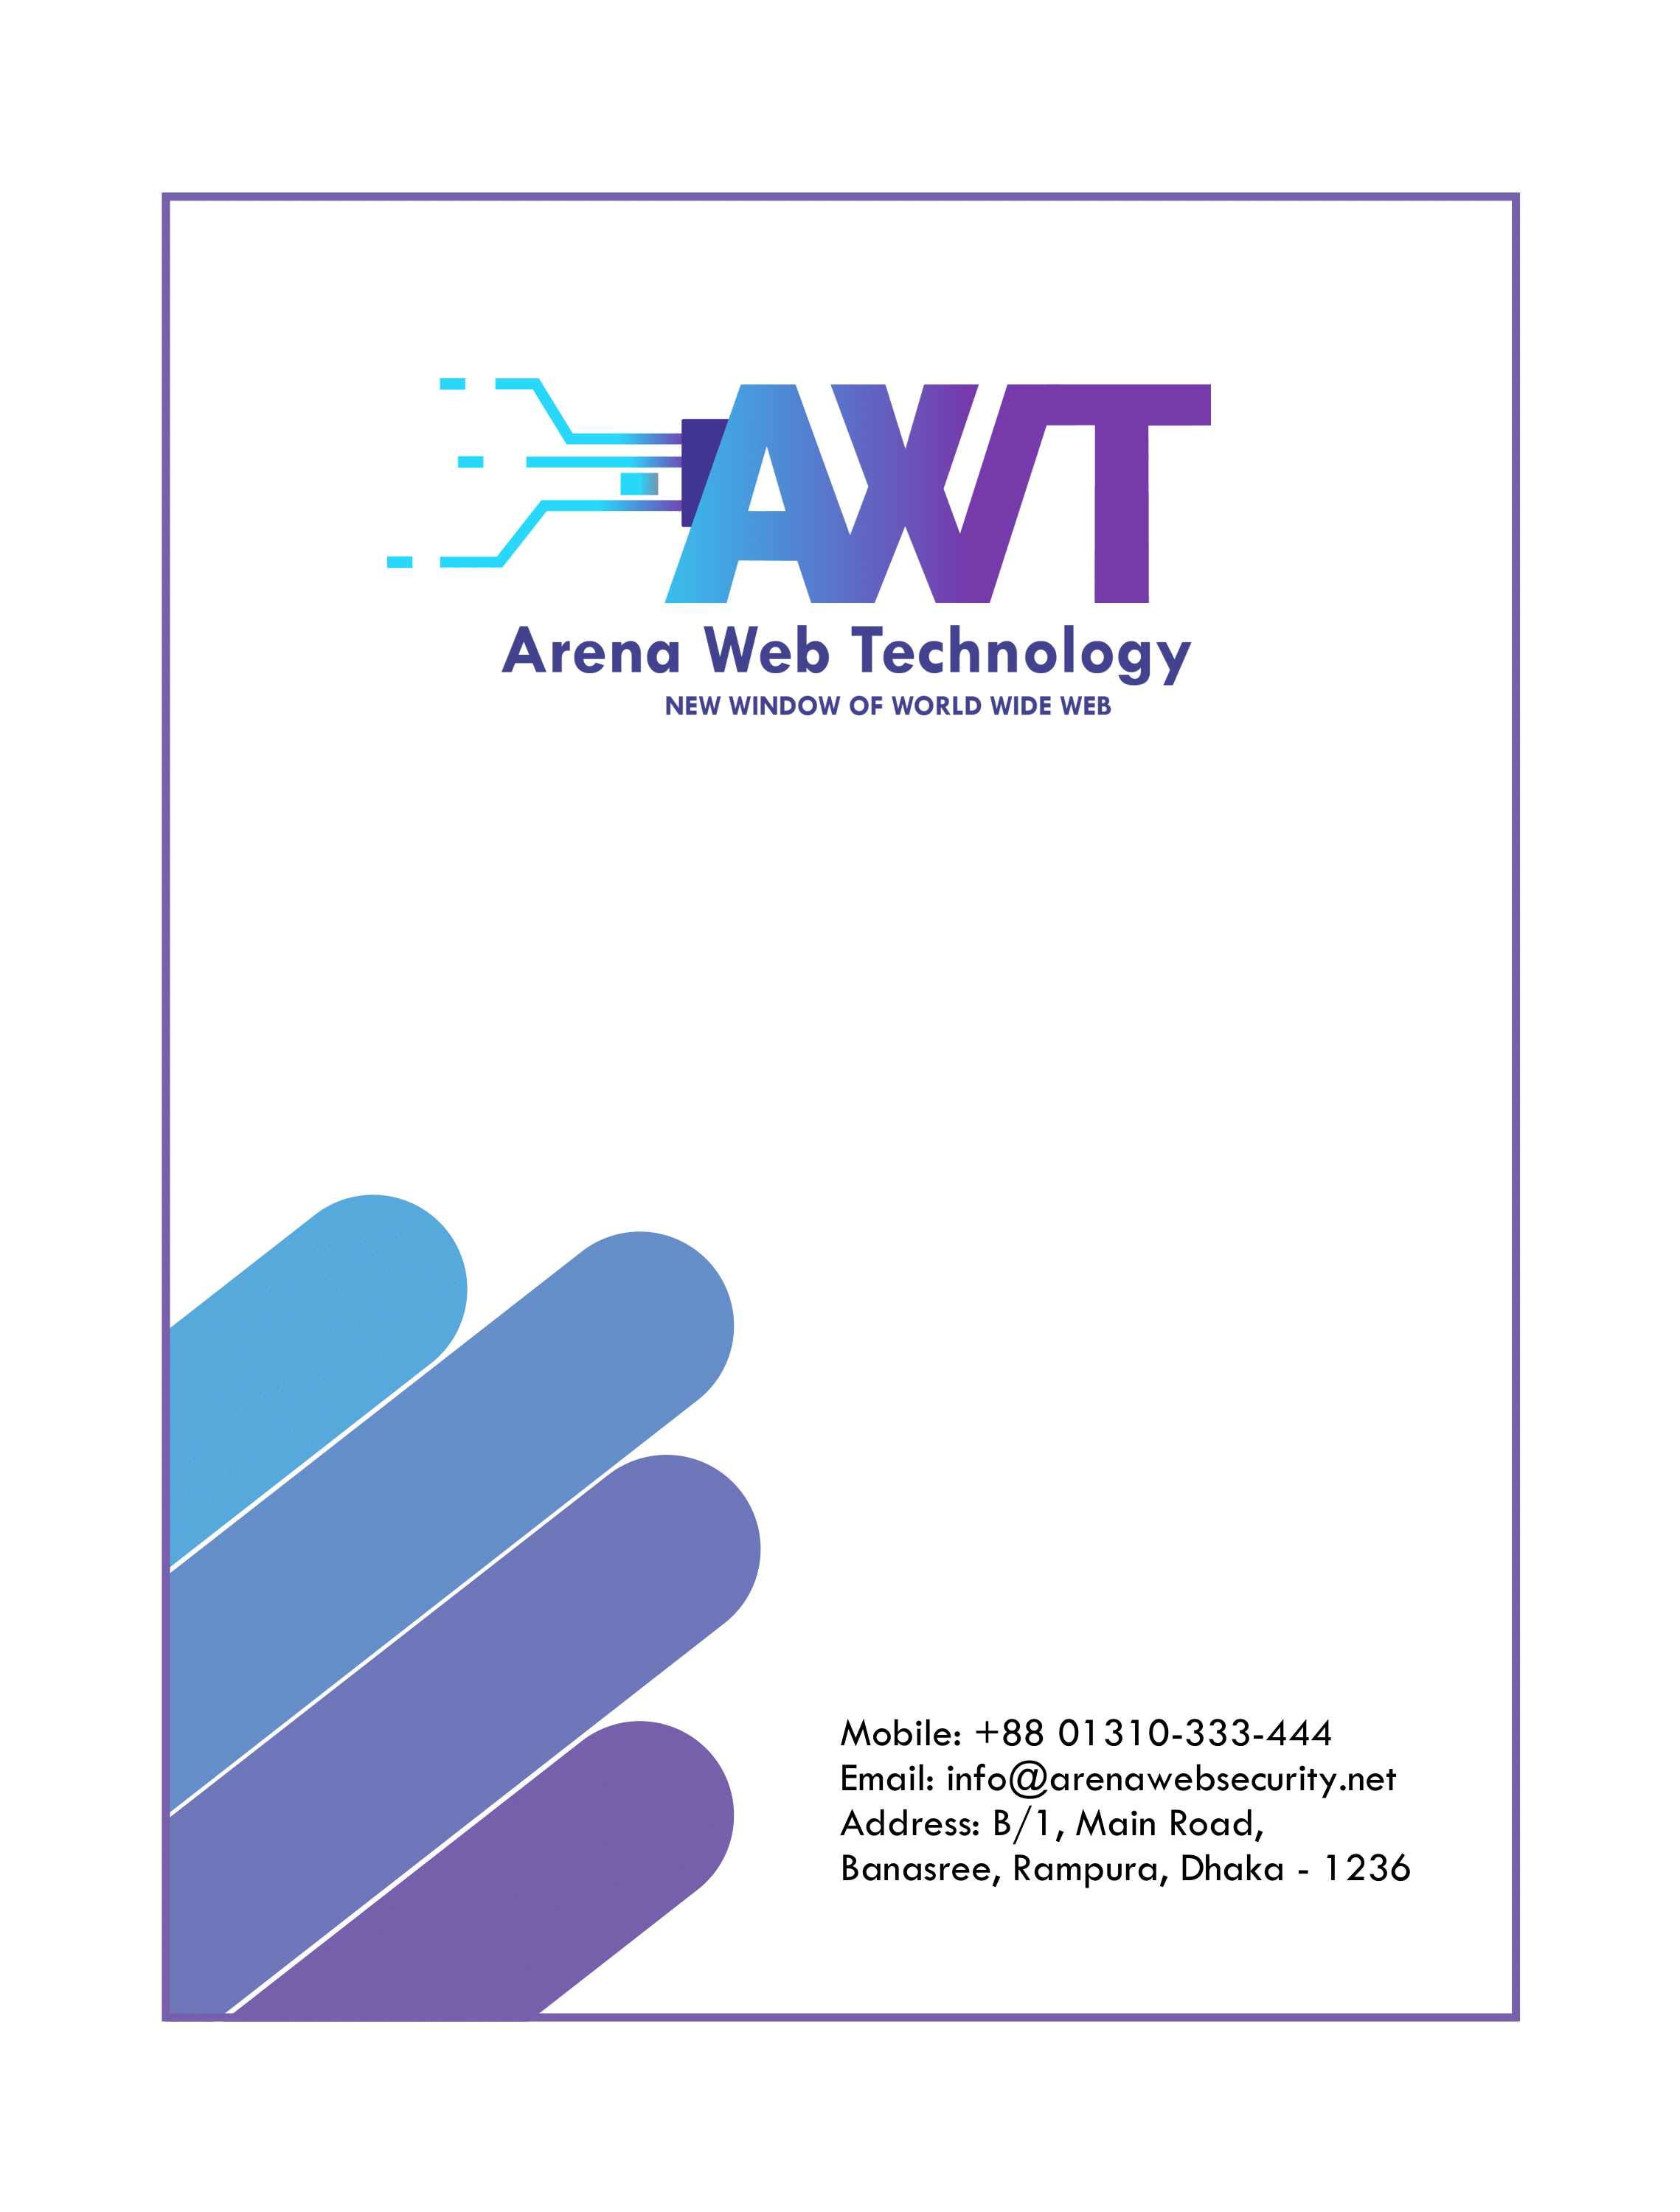 AWT
Arena Web Technology
NEW WINDOW OF WORLD WIDE WEB
Mobile: +88 01310-333-444
Email: info@arenawebsecurity.net
Address: B/1, Main Road,
Banasree, Rampura, Dhaka - 1236